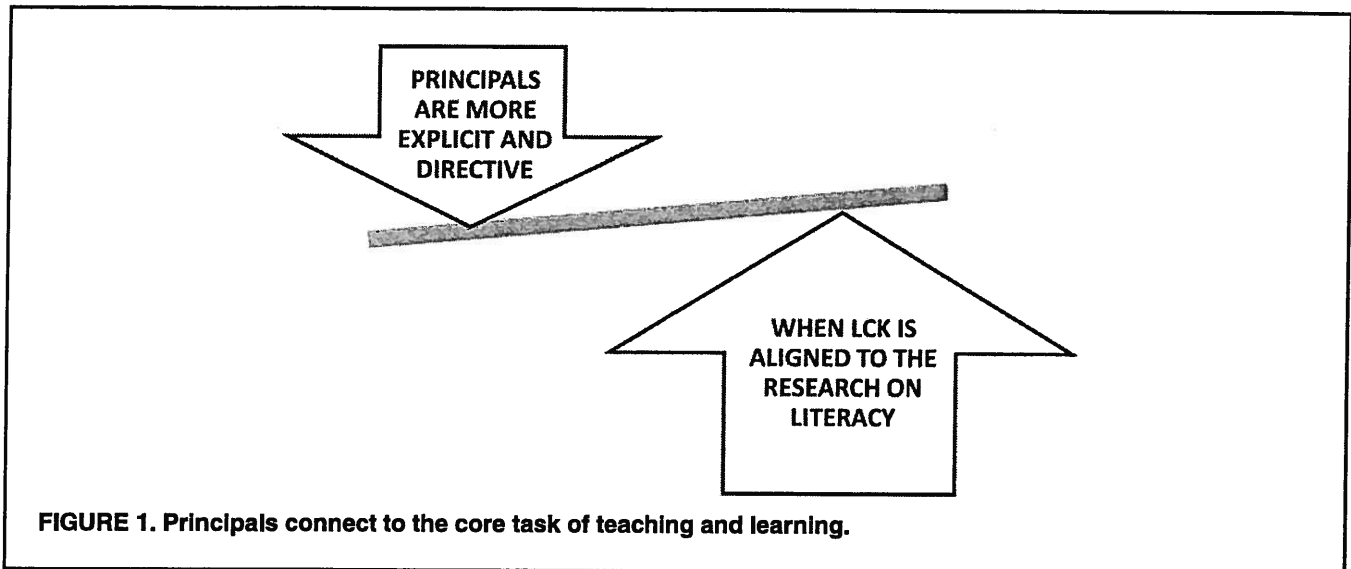 PRINCIPALS
ARE MORE
EXPLICIT AND
DIRECTIVE
WHEN LCK IS
ALIGNED TO THE
RESEARCH ON
LITERACY
FIGURE 1. Principals connect to the core task of teaching and learning.